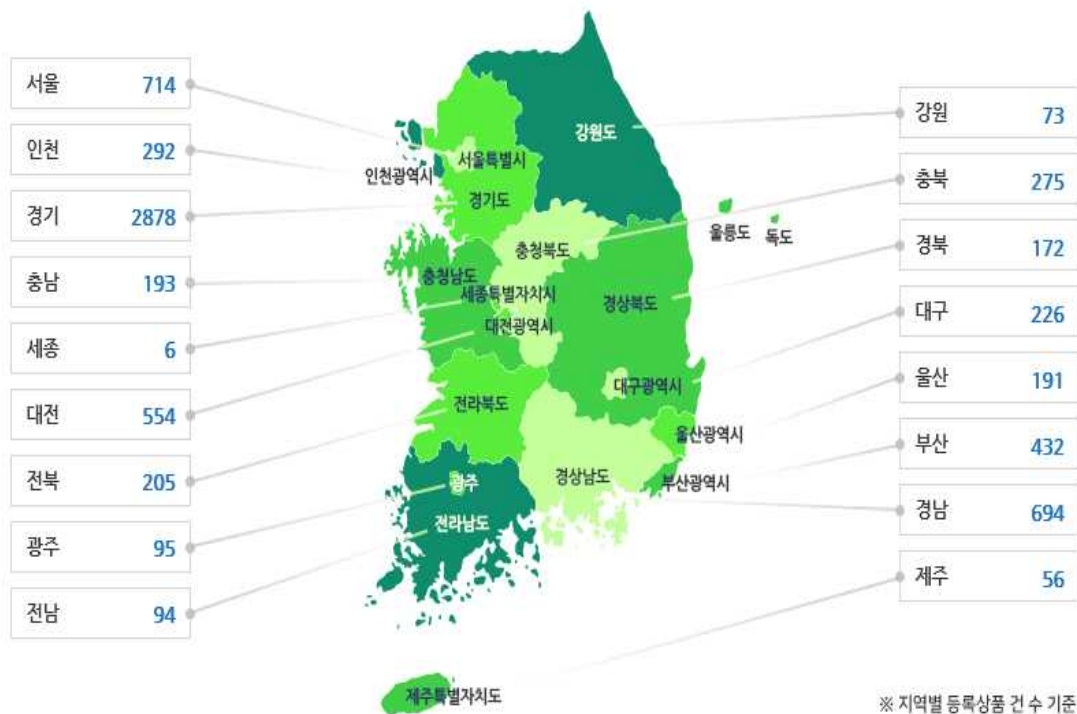 서울 714
인천 292
경기 2878
충남 193
세종 6
대전 554
전북 205
광주 95
전남 94
강원도
서울특별시
인천광역시
경기도
울릉도 독도
충청북도
충청남도
세종특별자치시
경상북도
대전광역시
대구광역시
전라북도
울산광역시
경상남도
부산광역시
광주
전라남도
제주특별자치도
강원 73
충북 275
경북 172
대구 226
울산 191
부산 432
경남 694
제주 56
※ 지역별 등록상품 건 수 기준